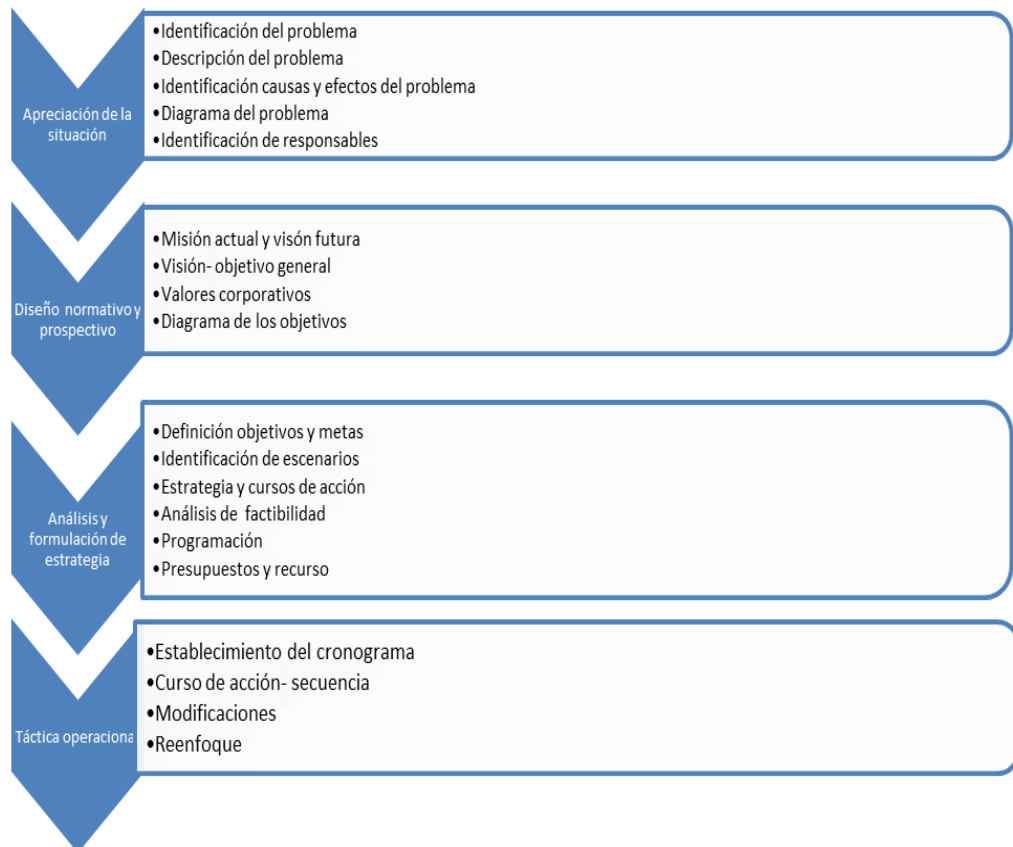 Apreciación de la
situación
•Identificación del problema
•Descripción del problema
•Identificación causas y efectos del problema
•Diagrama del problema
•Identificación de responsables
Diseño normativo y
prospectivo
•Misión actual y visón futura
•Visión- objetivo general
•Valores corporativos
•Diagrama de los objetivos
Análisis y
formulación de
estrategia
•Definición objetivos y metas
•Identificación de escenarios
•Estrategia y cursos de acción
•Análisis de factibilidad
•Programación
•Presupuestos y recurso
Táctica operaciona
•Establecimiento del cronograma
•Curso de acción- secuencia
•Modificaciones
•Reenfoque